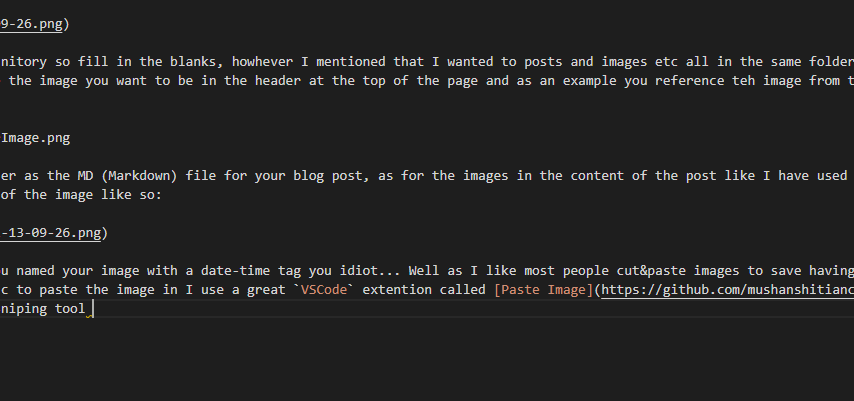 9-26.png)
nitory so fill in the blanks, howhever I mentioned that I wanted to posts and images etc all in the same folder
the image you want to be in the header at the top of the page and as an example you reference teh image from t
Image.png
er as the MD (Markdown) file for your blog post, as for the images in the content of the post like I have used
of the image like so:
-13-09-26.png)
u named your image with a date-time tag you idiot... Well as I like most people cut&paste images to save having
c to paste the image in I use a great `VSCode` extention called [Paste Image](https://github.com/mushanshitianc
niping tool